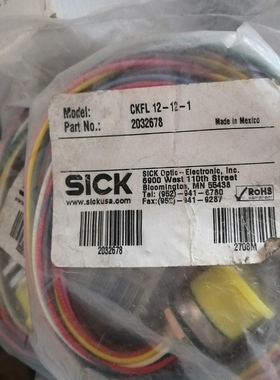 Model: CKFL 12-12-1
Part No.: 2032678
Made in Mexico
SICK
www.sickusa.com
SICK Optic-Electronic, Inc.
6900 West 110th Street
Bloomington, MN 55438
Tel:(952)-941-6780
Fax:(952)-941-9287
RoHS
2032678
2708M